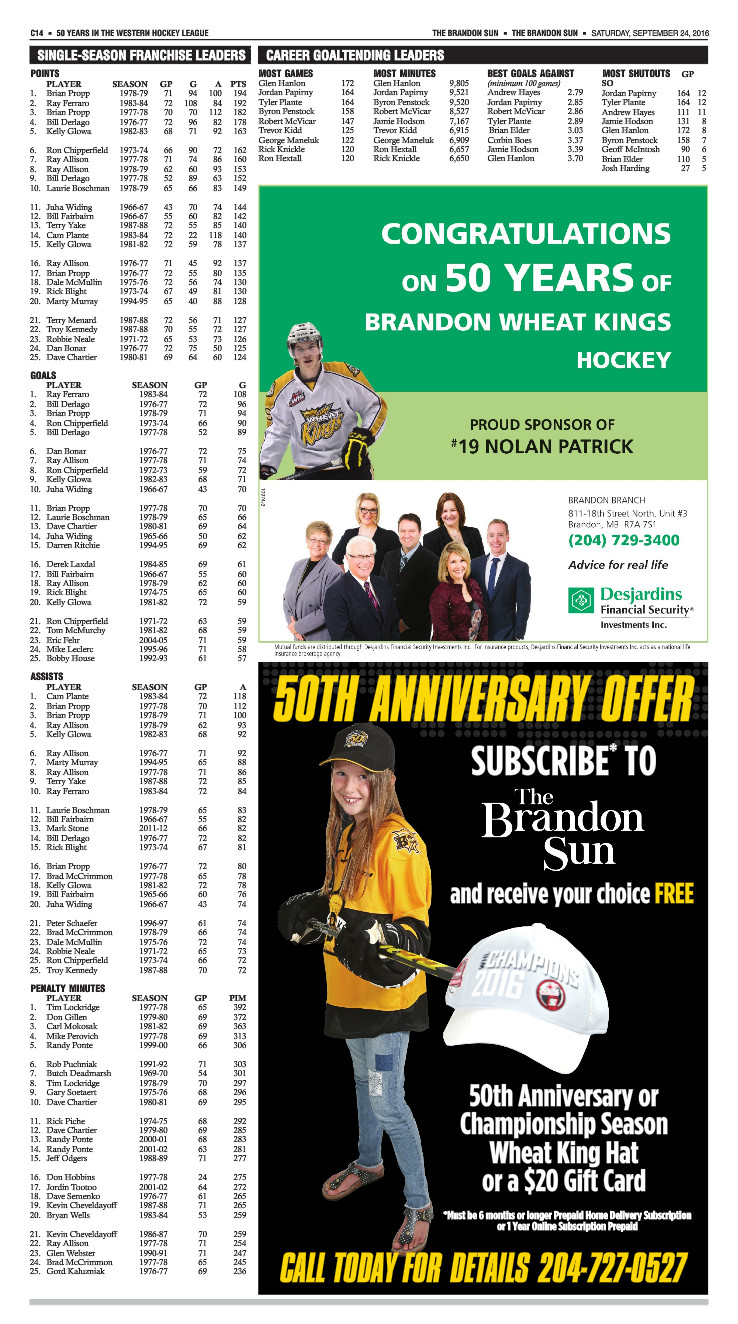 C14 ▪ 50 YEARS IN THE WESTERN HOCKEY LEAGUE
THE BRANDON SUN ▪ THE BRANDON SUN ▪ SATURDAY, SEPTEMBER 24, 2016
SINGLE-SEASON FRANCHISE LEADERS
POINTS
PLAYER SEASON GP G A PTS
1. Brian Propp 1978-79 71 94 100 194
2. Ray Ferraro 1983-84 72 108 84 192
3. Brian Propp 1977-78 70 70 112 182
4. Bill Derlago 1976-77 72 96 82 178
5. Kelly Glowa 1982-83 68 71 92 163
6. Ron Chipperfield 1973-74 66 90 72 162
7. Ray Allison 1977-78 71 74 86 160
8. Ray Allison 1978-79 62 60 93 153
9. Bill Derlago 1977-78 52 89 63 152
10. Laurie Boschman 1978-79 65 66 83 149
11. Juha Widing 1966-67 43 70 74 144
12. Bill Fairbairn 1966-67 55 60 82 142
13. Terry Yake 1987-88 72 55 85 140
14. Cam Plante 1983-84 72 22 118 140
15. Kelly Glowa 1981-82 72 59 78 137
16. Ray Allison 1976-77 71 45 92 137
17. Brian Propp 1976-77 72 55 80 135
18. Dale McMullin 1975-76 72 56 74 130
19. Rick Blight 1973-74 67 49 81 130
20. Marty Murray 1994-95 65 40 88 128
21. Terry Menard 1987-88 72 56 71 127
22. Troy Kennedy 1987-88 70 55 72 127
23. Robbie Neale 1971-72 65 53 73 126
24. Dan Bonar 1976-77 72 75 50 125
25. Dave Chartier 1980-81 69 64 60 124
GOALS
PLAYER SEASON GP G
1. Ray Ferraro 1983-84 72 108
2. Bill Derlago 1976-77 72 96
3. Brian Propp 1978-79 71 94
4. Ron Chipperfield 1973-74 66 90
5. Bill Derlago 1977-78 52 89
6. Dan Bonar 1976-77 72 75
7. Ray Allison 1977-78 71 74
8. Ron Chipperfield 1972-73 59 72
9. Kelly Glowa 1982-83 68 71
10. Juha Widing 1966-67 43 70
11. Brian Propp 1977-78 70 70
12. Laurie Boschman 1978-79 65 66
13. Dave Chartier 1980-81 69 64
14. Juha Widing 1965-66 50 62
15. Darren Ritchie 1994-95 69 62
16. Derek Laxdal 1984-85 69 61
17. Bill Fairbairn 1966-67 55 60
18. Ray Allison 1978-79 62 60
19. Rick Blight 1974-75 65 60
20. Kelly Glowa 1981-82 72 59
21. Ron Chipperfield 1971-72 63 59
22. Tom McMurchy 1981-82 68 59
23. Eric Fehr 2004-05 71 59
24. Mike Leclerc 1995-96 71 58
25. Bobby House 1992-93 61 57
ASSISTS
PLAYER SEASON GP A
1. Cam Plante 1983-84 72 118
2. Brian Propp 1977-78 70 112
3. Brian Propp 1978-79 71 100
4. Ray Allison 1978-79 62 93
5. Kelly Glowa 1982-83 68 92
6. Ray Allison 1976-77 71 92
7. Marty Murray 1994-95 65 88
8. Ray Allison 1977-78 71 86
9. Terry Yake 1987-88 72 85
10. Ray Ferraro 1983-84 72 84
11. Laurie Boschman 1978-79 65 83
12. Bill Fairbairn 1966-67 55 82
13. Mark Stone 2011-12 66 82
14. Bill Derlago 1976-77 72 82
15. Rick Blight 1973-74 67 81
16. Brian Propp 1976-77 72 80
17. Brad McCrimmon 1977-78 65 78
18. Kelly Glowa 1981-82 72 78
19. Bill Fairbairn 1965-66 60 76
20. Juha Widing 1966-67 43 74
21. Peter Schaefer 1996-97 61 74
22. Brad McCrimmon 1978-79 66 74
23. Dale McMullin 1975-76 72 74
24. Robbie Neale 1971-72 65 73
25. Ron Chipperfield 1973-74 66 72
25. Troy Kennedy 1987-88 70 72
PENALTY MINUTES
PLAYER SEASON GP PIM
1. Tim Lockridge 1977-78 65 392
2. Don Gillen 1979-80 69 372
3. Carl Mokosak 1981-82 69 363
4. Mike Perovich 1977-78 69 313
5. Randy Ponte 1999-00 66 306
6. Rob Puchniak 1991-92 71 303
7. Butch Deadmarsh 1969-70 54 301
8. Tim Lockridge 1978-79 70 297
9. Gary Soetaert 1975-76 68 296
10. Dave Chartier 1980-81 69 295
11. Rick Piche 1974-75 68 292
12. Dave Chartier 1979-80 69 285
13. Randy Ponte 2000-01 68 283
14. Randy Ponte 2001-02 63 281
15. Jeff Odgers 1988-89 71 277
16. Don Hobbins 1977-78 24 275
17. Jordin Tootoo 2001-02 64 272
18. Dave Semenko 1976-77 61 265
19. Kevin Cheveldayoff 1987-88 71 265
20. Bryan Wells 1983-84 53 259
21. Kevin Cheveldayoff 1986-87 70 259
22. Ray Allison 1977-78 71 254
23. Glen Webster 1990-91 71 247
24. Brad McCrimmon 1977-78 65 245
25. Gord Kaluzniak 1976-77 69 236
CAREER GOALTENDING LEADERS
MOST GAMES
Glen Hanlon 172
Jordan Papirny 164
Tyler Plante 164
Byron Penstock 158
Robert McVicar 147
Trevor Kidd 125
George Maneluk 122
Rick Knickle 120
Ron Hextall 120
MOST MINUTES
Glen Hanlon 9,805
Jordan Papirny 9,521
Byron Penstock 9,520
Robert McVicar 8,527
Jamie Hodson 7,167
Trevor Kidd 6,915
George Maneluk 6,909
Ron Hextall 6,657
Rick Knickle 6,650
BEST GOALS AGAINST
(minimum 100 games)
Andrew Hayes 2.79
Jordan Papirny 2.85
Robert McVicar 2.86
Tyler Plante 2.89
Brian Elder 3.03
Corbin Boes 3.37
Jamie Hodson 3.39
Glen Hanlon 3.70
MOST SHUTOUTS GP
SO
Jordan Papirny 164 12
Tyler Plante 164 12
Andrew Hayes 111 11
Jamie Hodson 131 8
Glen Hanlon 172 8
Byron Penstock 158 7
Geoff McIntosh 90 6
Brian Elder 110 5
Josh Harding 27 5
CONGRATULATIONS
ON 50 YEARS OF
BRANDON WHEAT KINGS
HOCKEY
WHL
WHEAT
Kings
PROUD SPONSOR OF
#19 NOLAN PATRICK
BRANDON BRANCH
811-18th Street North, Unit #3
Brandon, MB R7A 7S1
(204) 729-3400
Advice for real life
Desjardins
Financial Security®
Investments Inc.
Mutual funds are distributed through Desjardins Financial Security Investments Inc. For insurance products, Desjardins Financial Security Investments Inc. acts as a national life
insurance brokerage agency
50TH ANNIVERSARY OFFER
SUBSCRIBE* TO
The
Brandon
Sun
and receive your choice FREE
WHL CHAMPIONS
2016
50th Anniversary or
Championship Season
Wheat King Hat
or a $20 Gift Card
*Must be 6 months or longer Prepaid Home Delivery Subscription
or 1 Year Online Subscription Prepaid
CALL TODAY FOR DETAILS 204-727-0527